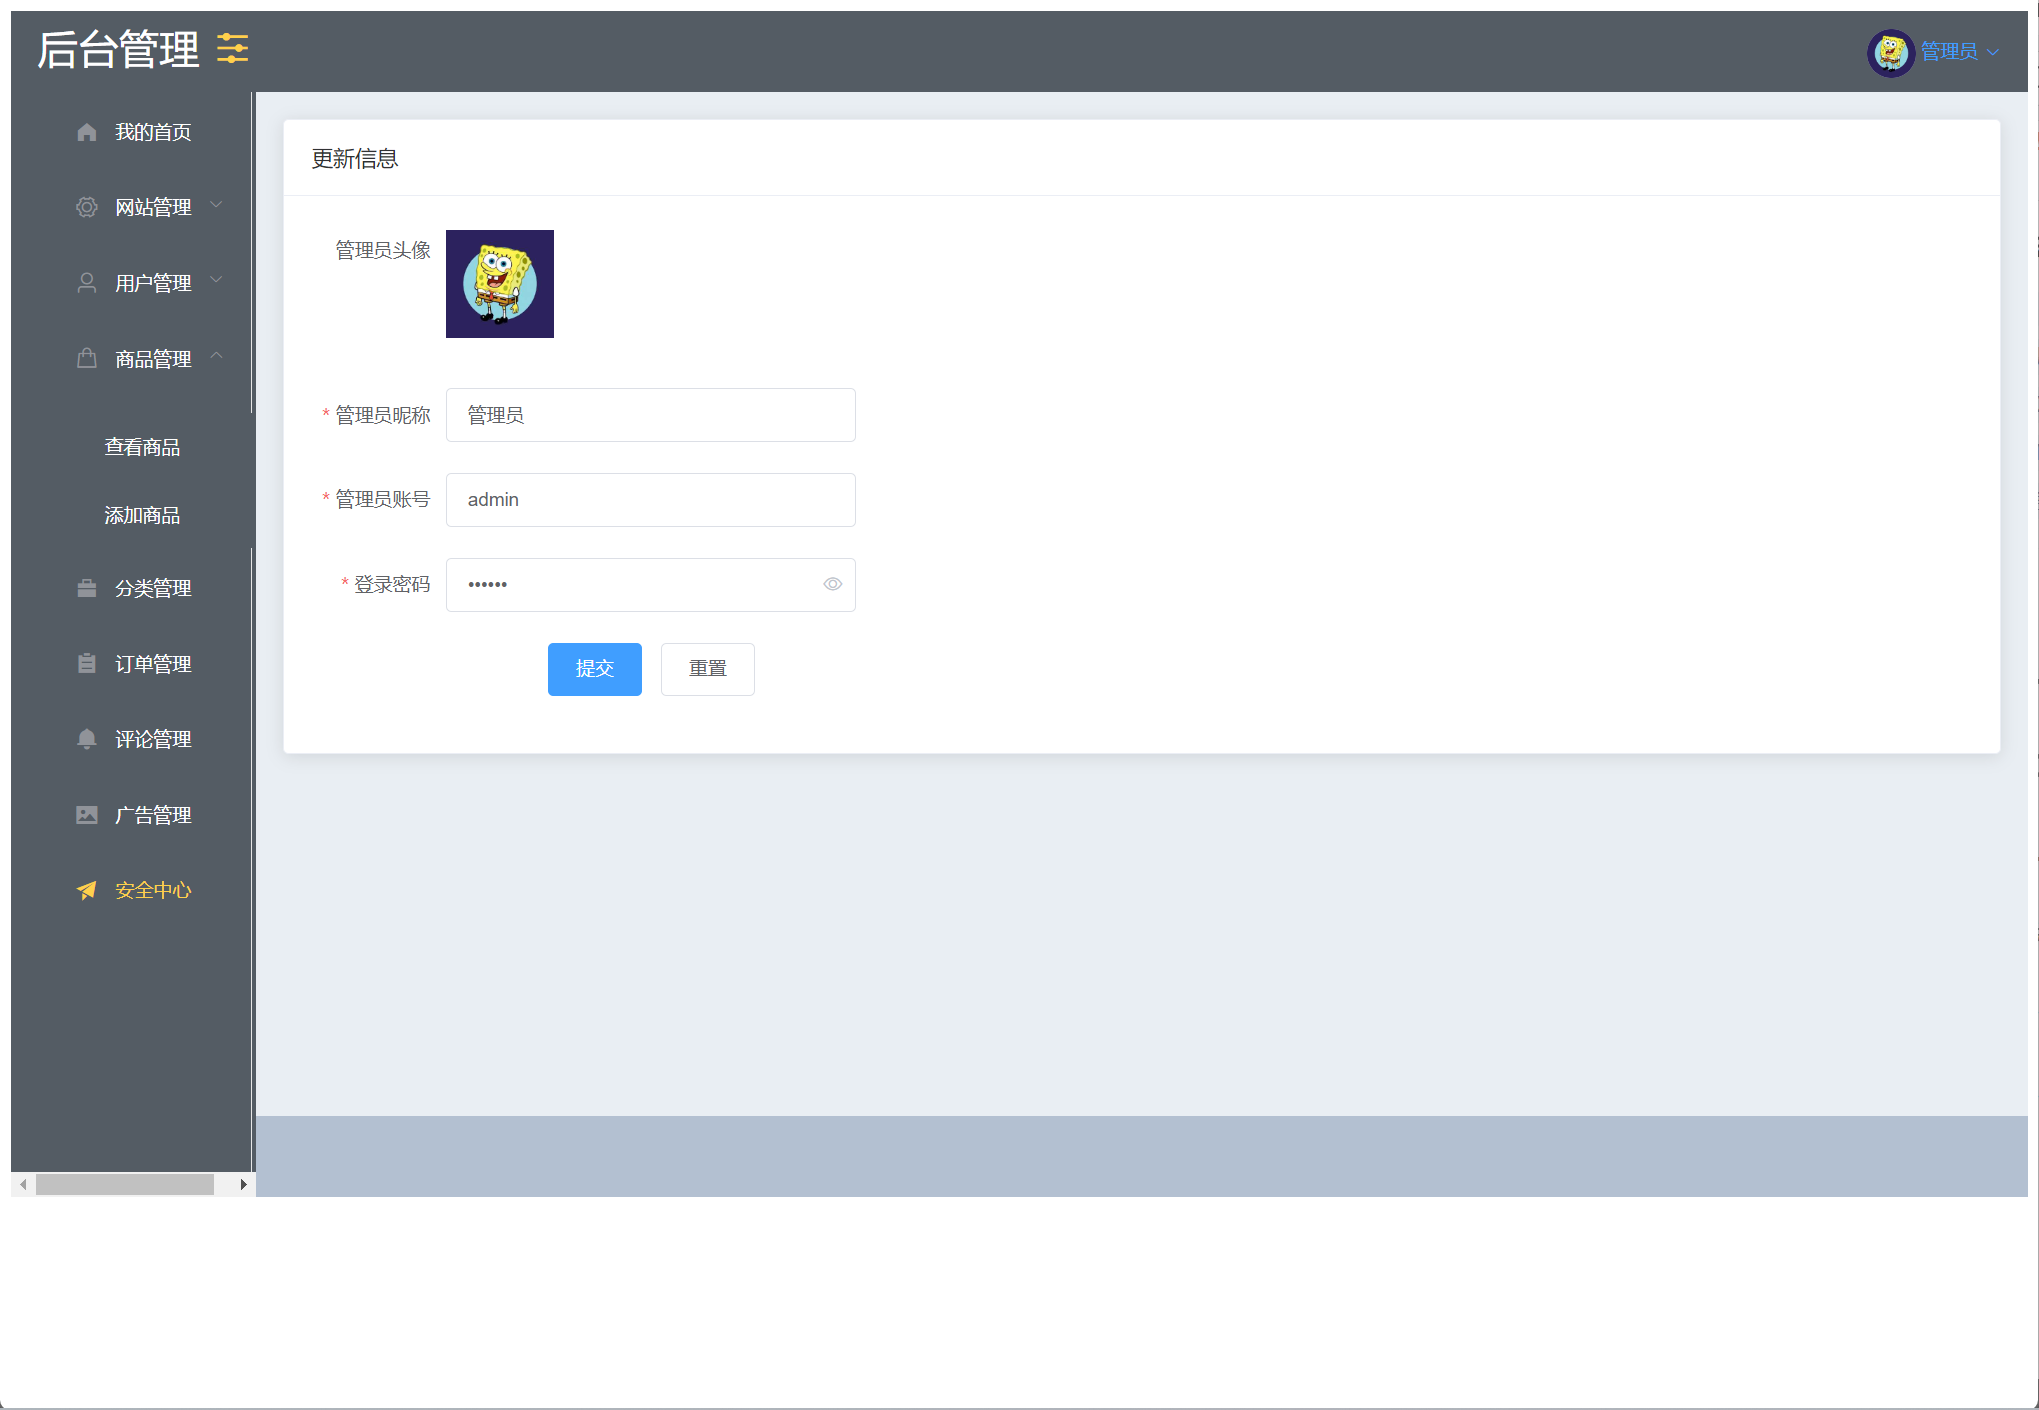 后台管理
管理员
我的首页
网站管理
用户管理
商品管理
查看商品
添加商品
分类管理
订单管理
评论管理
广告管理
安全中心
更新信息
管理员头像
* 管理员昵称 管理员
* 管理员账号 admin
* 登录密码 ••••••
提交 重置